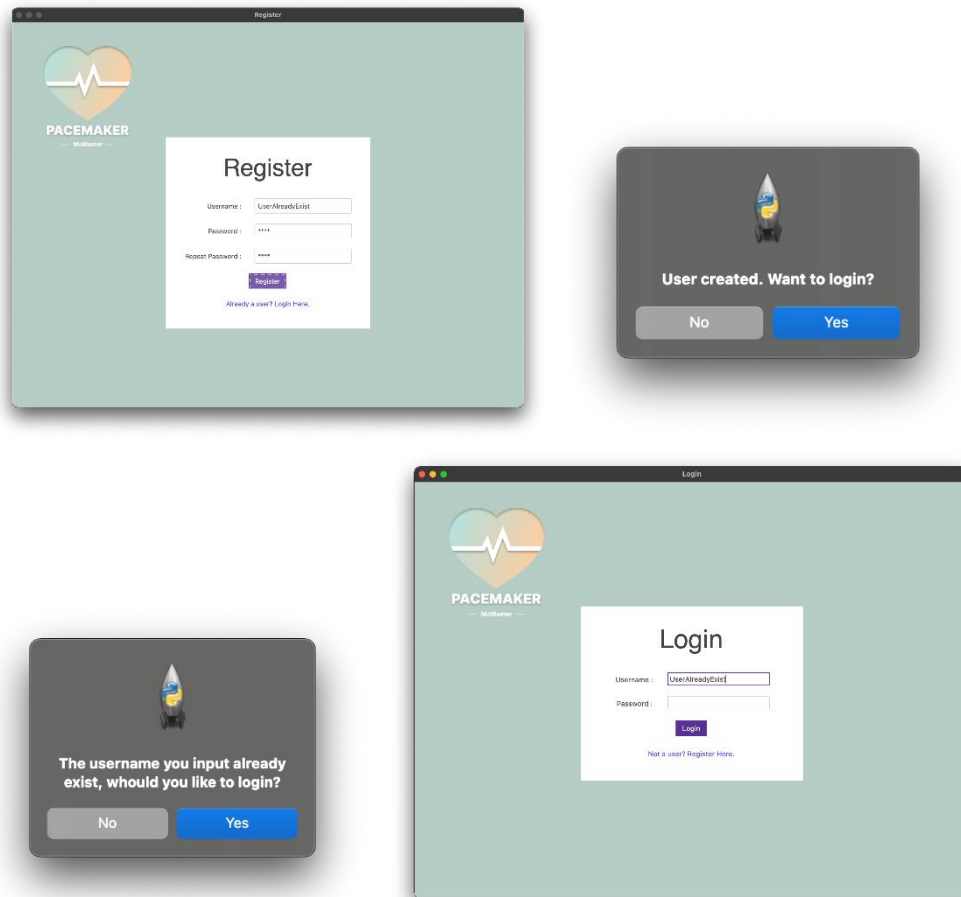 Register
PACEMAKER
— McMaster —
Register
Username : UserAlreadyExist
Password : ****
Repeat Password : ****
Register
Already a user? Login Here.
User created. Want to login?
No Yes
The username you input already
exist, whould you like to login?
No Yes
Login
PACEMAKER
— McMaster —
Login
Username : UserAlreadyExist
Password :
Login
Not a user? Register Here.